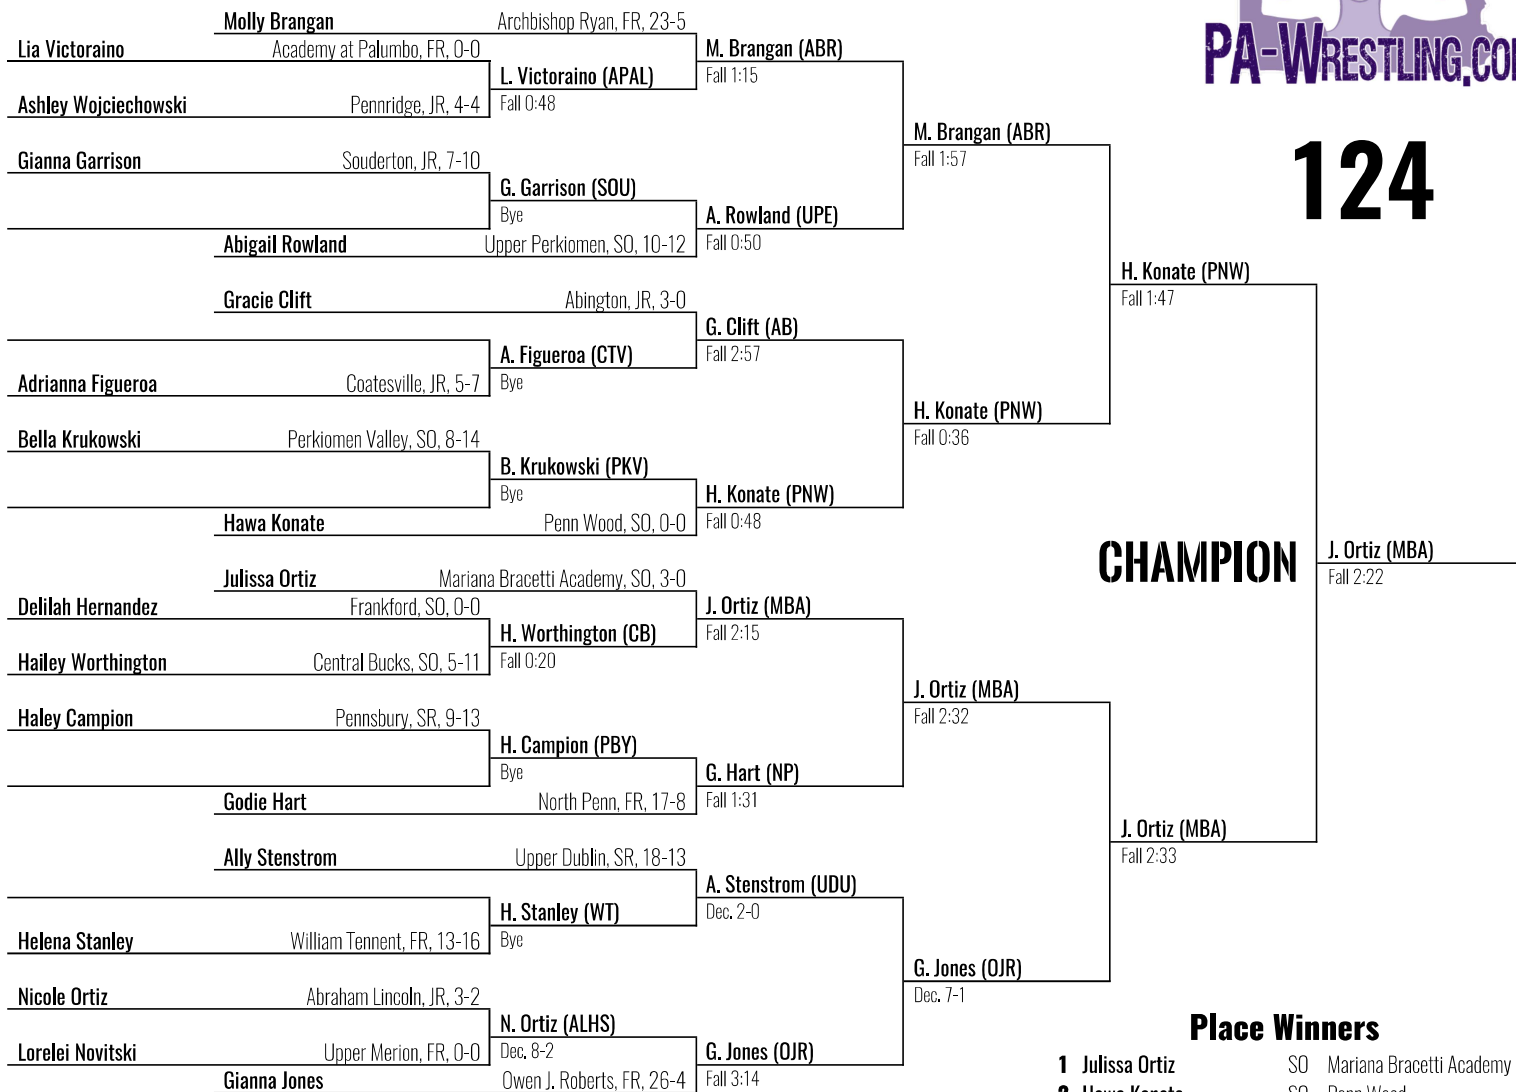 Molly Brangan Archbishop Ryan, FR, 23-5
Lia Victoraino Academy at Palumbo, FR, 0-0
M. Brangan (ABR)
Fall 1:15
L. Victoraino (APAL)
Fall 0:48
Ashley Wojciechowski Pennridge, JR, 4-4
M. Brangan (ABR)
Fall 1:57
Gianna Garrison Souderton, JR, 7-10
G. Garrison (SOU)
Bye
A. Rowland (UPE)
Fall 0:50
Abigail Rowland Upper Perkiomen, SO, 10-12
H. Konate (PNW)
Fall 1:47
Gracie Clift Abington, JR, 3-0
G. Clift (AB)
Fall 2:57
A. Figueroa (CTV)
Bye
Adrianna Figueroa Coatesville, JR, 5-7
H. Konate (PNW)
Fall 0:36
Bella Krukowski Perkiomen Valley, SO, 8-14
B. Krukowski (PKV)
Bye
H. Konate (PNW)
Fall 0:48
Hawa Konate Penn Wood, SO, 0-0
CHAMPION
J. Ortiz (MBA)
Fall 2:22
Julissa Ortiz Mariana Bracetti Academy, SO, 3-0
Delilah Hernandez Frankford, SO, 0-0
J. Ortiz (MBA)
Fall 2:15
H. Worthington (CB)
Fall 0:20
Hailey Worthington Central Bucks, SO, 5-11
J. Ortiz (MBA)
Fall 2:32
Haley Campion Pennsbury, SR, 9-13
H. Campion (PBY)
Bye
G. Hart (NP)
Fall 1:31
Godie Hart North Penn, FR, 17-8
J. Ortiz (MBA)
Fall 2:33
Ally Stenstrom Upper Dublin, SR, 18-13
A. Stenstrom (UDU)
Dec. 2-0
H. Stanley (WT)
Bye
Helena Stanley William Tennent, FR, 13-16
G. Jones (OJR)
Dec. 7-1
Nicole Ortiz Abraham Lincoln, JR, 3-2
N. Ortiz (ALHS)
Dec. 8-2
Lorelei Novitski Upper Merion, FR, 0-0
G. Jones (OJR)
Fall 3:14
Gianna Jones Owen J. Roberts, FR, 26-4
PA-WRESTLING.CO
124
Place Winners
1 Julissa Ortiz SO Mariana Bracetti Academy